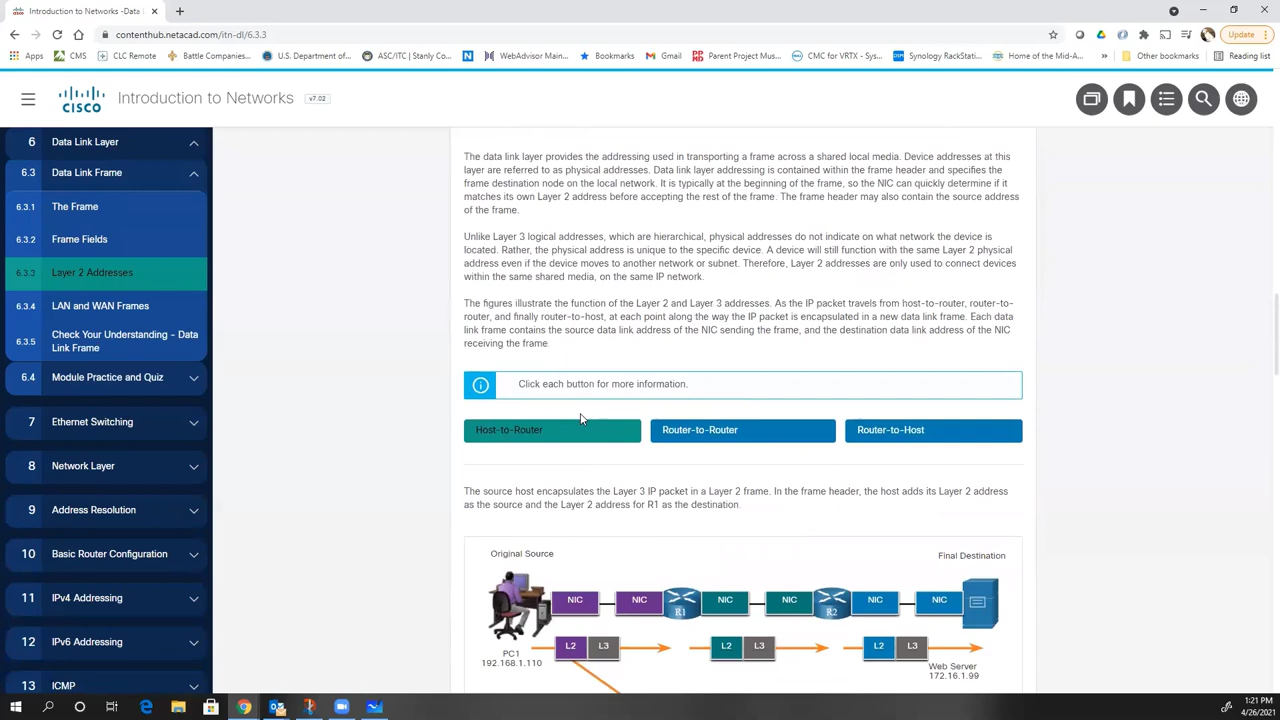 Introduction to Networks -Data
contenthub.netacad.com/itn-dl/6.3.3
Update
Apps
CMS
CLC Remote
Battle Companies...
U.S. Department of...
ASC/ITC | Stanly Co...
N
WebAdvisor Main...
Bookmarks
Gmail
Parent Project Mus...
CMC for VRTX - Sys...
Synology RackStati...
Home of the Mid-A...
»
Other bookmarks
Reading list
CISCO
Introduction to Networks
v7.02
6 Data Link Layer
6.3 Data Link Frame
6.3.1 The Frame
6.3.2 Frame Fields
6.3.3 Layer 2 Addresses
6.3.4 LAN and WAN Frames
6.3.5 Check Your Understanding - Data
Link Frame
6.4 Module Practice and Quiz
7 Ethernet Switching
8 Network Layer
9 Address Resolution
10 Basic Router Configuration
11 IPv4 Addressing
12 IPv6 Addressing
13 ICMP
The data link layer provides the addressing used in transporting a frame across a shared local media. Device addresses at this
layer are referred to as physical addresses. Data link layer addressing is contained within the frame header and specifies the
frame destination node on the local network. It is typically at the beginning of the frame, so the NIC can quickly determine if it
matches its own Layer 2 address before accepting the rest of the frame. The frame header may also contain the source address
of the frame.
Unlike Layer 3 logical addresses, which are hierarchical, physical addresses do not indicate on what network the device is
located. Rather, the physical address is unique to the specific device. A device will still function with the same Layer 2 physical
address even if the device moves to another network or subnet. Therefore, Layer 2 addresses are only used to connect devices
within the same shared media, on the same IP network.
The figures illustrate the function of the Layer 2 and Layer 3 addresses. As the IP packet travels from host-to-router, router-to-
router, and finally router-to-host, at each point along the way the IP packet is encapsulated in a new data link frame. Each data
link frame contains the source data link address of the NIC sending the frame, and the destination data link address of the NIC
receiving the frame.
Click each button for more information.
Host-to-Router
Router-to-Router
Router-to-Host
The source host encapsulates the Layer 3 IP packet in a Layer 2 frame. In the frame header, the host adds its Layer 2 address
as the source and the Layer 2 address for R1 as the destination.
Original Source
Final Destination
NIC NIC R1 NIC NIC R2 NIC NIC
L2 L3 L2 L3 L2 L3
PC1
192.168.1.110
Web Server
172.16.1.99
1:21 PM
4/26/2021